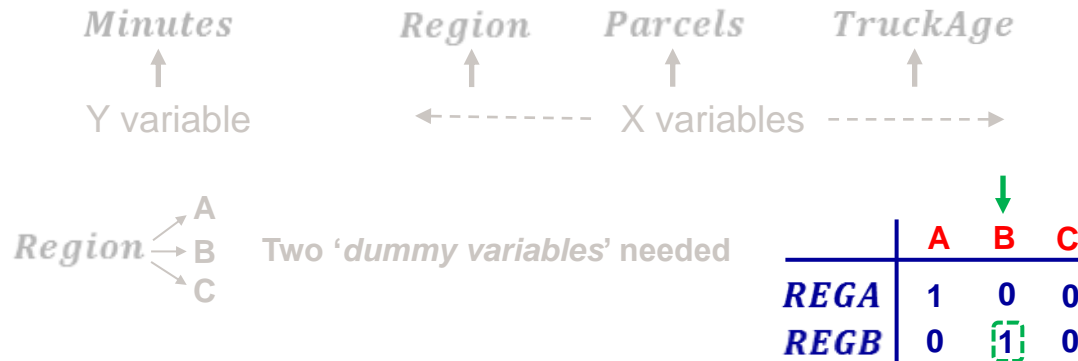 Minutes Region Parcels TruckAge
Y variable X variables
A
Region B Two 'dummy variables' needed
C
A B C
REGA 1 0 0
REGB 0 1 0